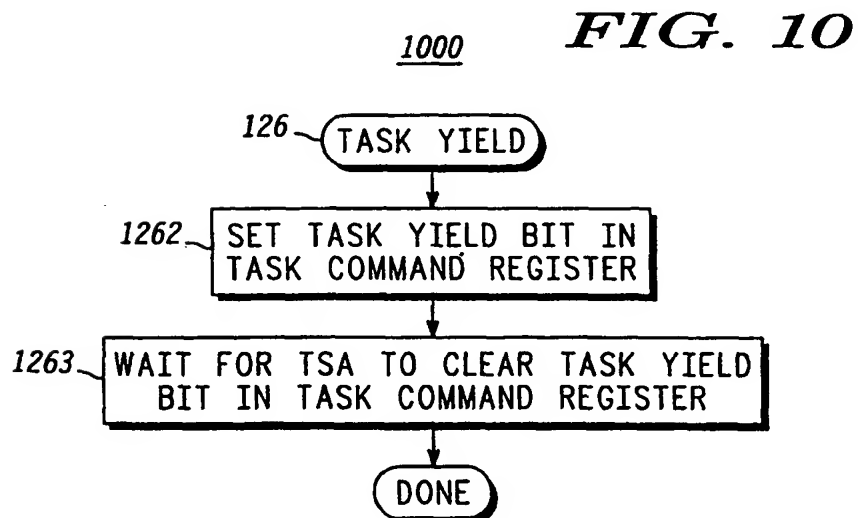 FIG. 10
1000
126
TASK YIELD
1262
SET TASK YIELD BIT IN
TASK COMMAND REGISTER
1263
WAIT FOR TSA TO CLEAR TASK YIELD
BIT IN TASK COMMAND REGISTER
DONE